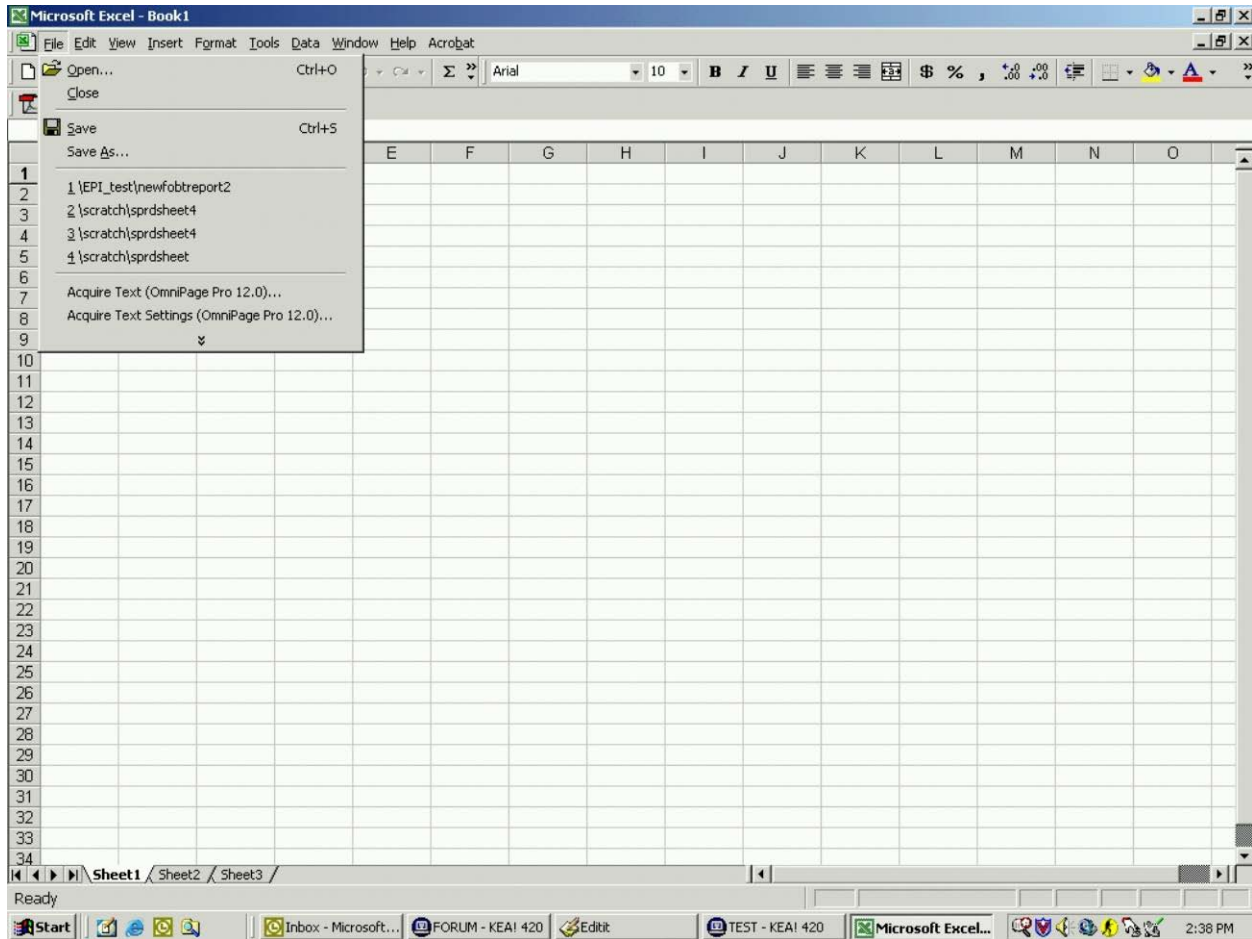 Microsoft Excel - Book1
File Edit View Insert Format Tools Data Window Help Acrobat
Open... Ctrl+O
Σ » Arial 10 B I U $ % ,
Close
Save Ctrl+S
Save As...
1 \EPI_test\newfobtreport2
2 \scratch\sprdsheet4
3 \scratch\sprdsheet4
4 \scratch\sprdsheet
Acquire Text (OmniPage Pro 12.0)...
Acquire Text Settings (OmniPage Pro 12.0)...
E F G H I J K L M N O
1
2
3
4
5
6
7
8
9
10
11
12
13
14
15
16
17
18
19
20
21
22
23
24
25
26
27
28
29
30
31
32
33
34
Sheet1 Sheet2 Sheet3
Ready
Start Inbox - Microsoft... FORUM - KEA! 420 Editit TEST - KEA! 420 Microsoft Excel... 2:38 PM